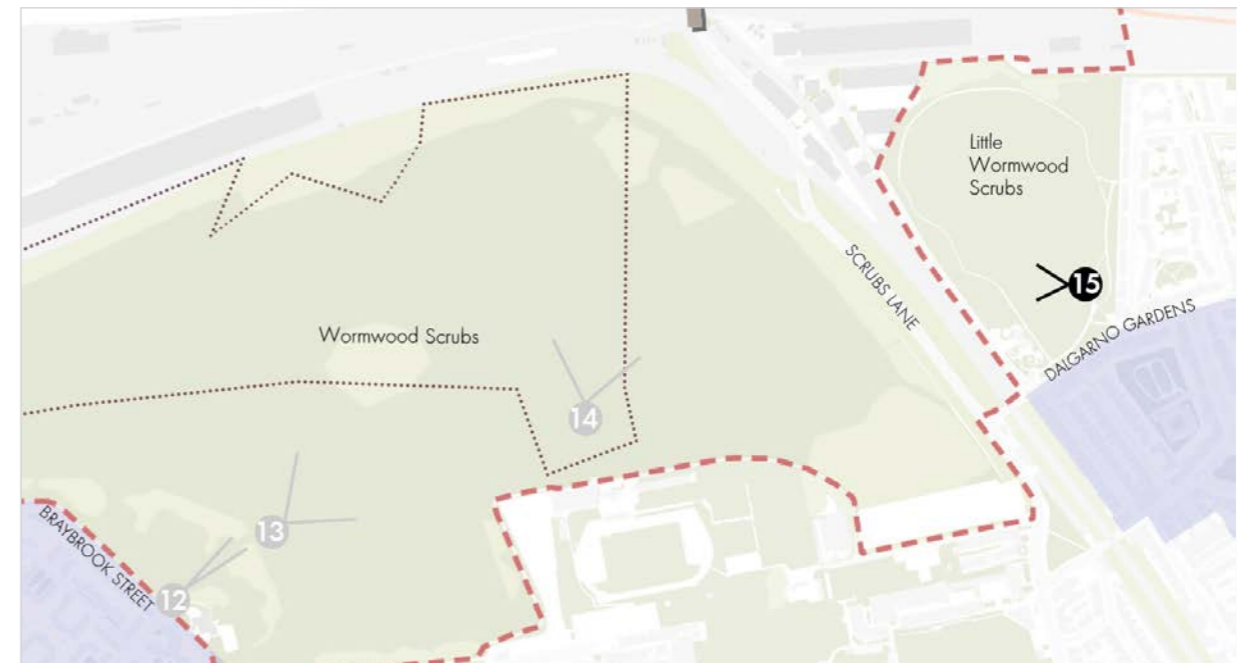 Little
Wormwood
Scrubs
SCRUBS LANE
15
DALGARNO GARDENS
Wormwood Scrubs
14
13
BRAYBROOK STREET
12